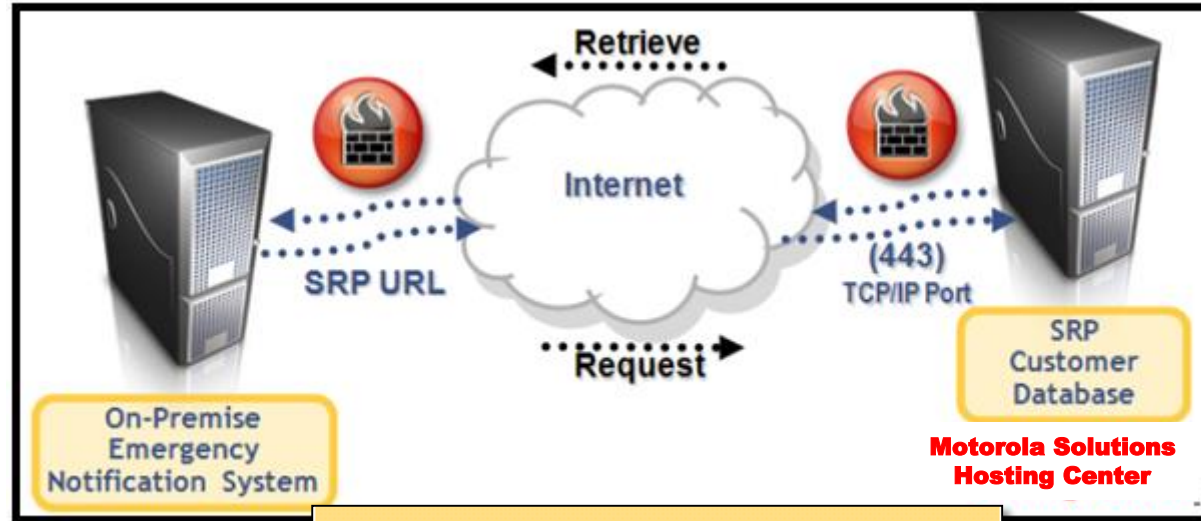 Retrieve
Internet
SRP URL
(443)
TCP/IP Port
Request
On-Premise
Emergency
Notification System
SRP
Customer
Database
Motorola Solutions
Hosting Center